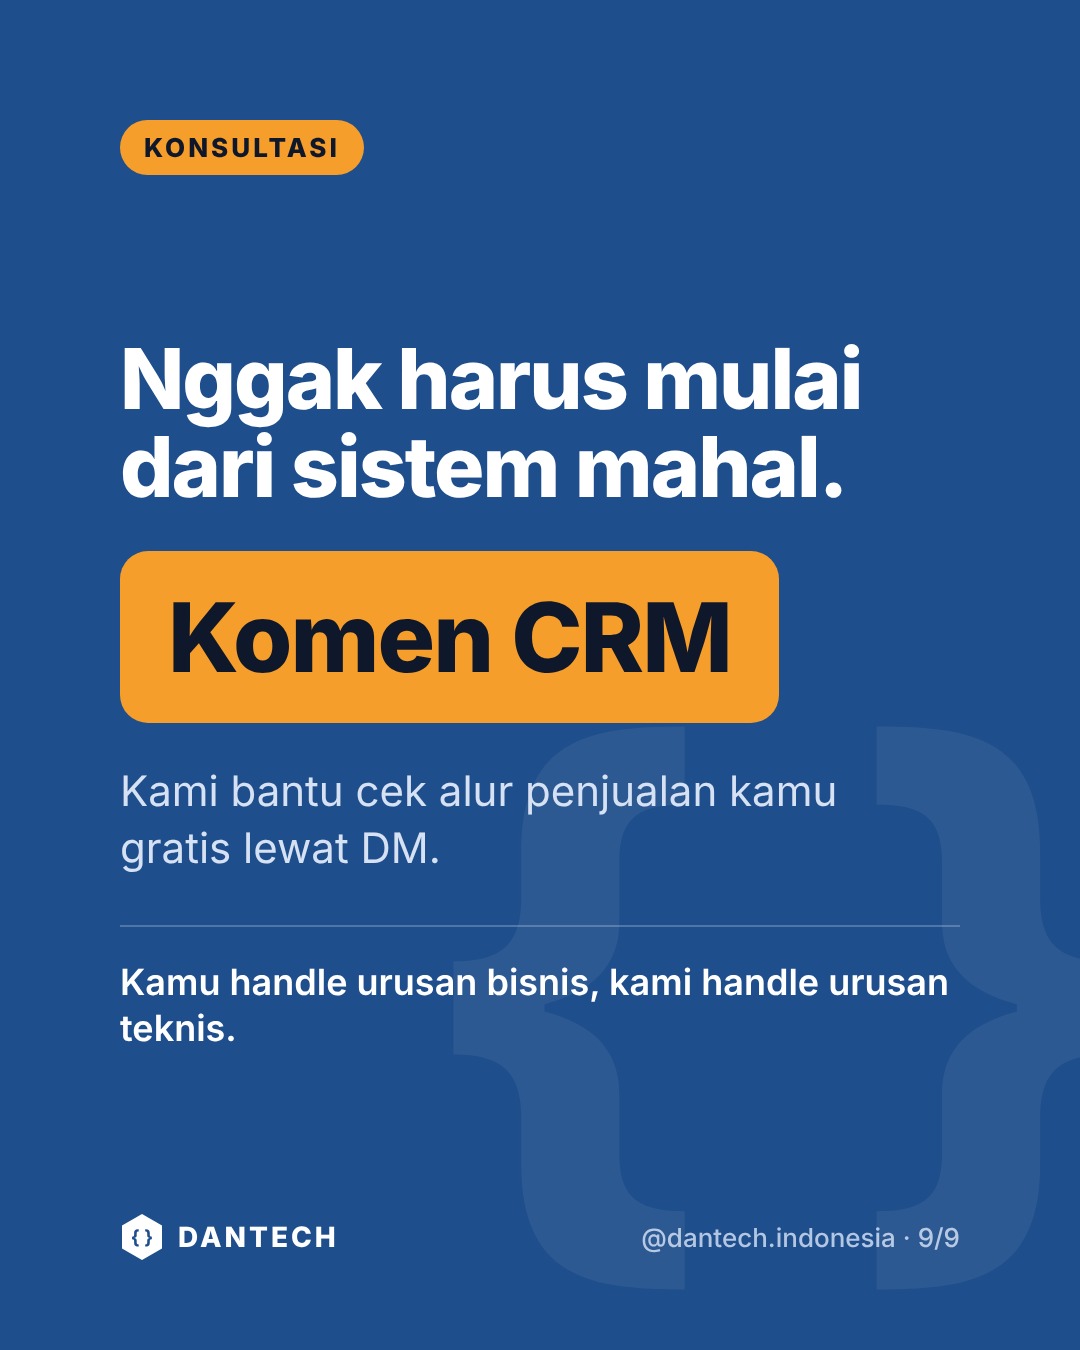 KONSULTASI
Nggak harus mulai
dari sistem mahal.
Komen CRM
Kami bantu cek alur penjualan kamu
gratis lewat DM.
Kamu handle urusan bisnis, kami handle urusan
teknis.
{} DANTECH
@dantech.indonesia · 9/9